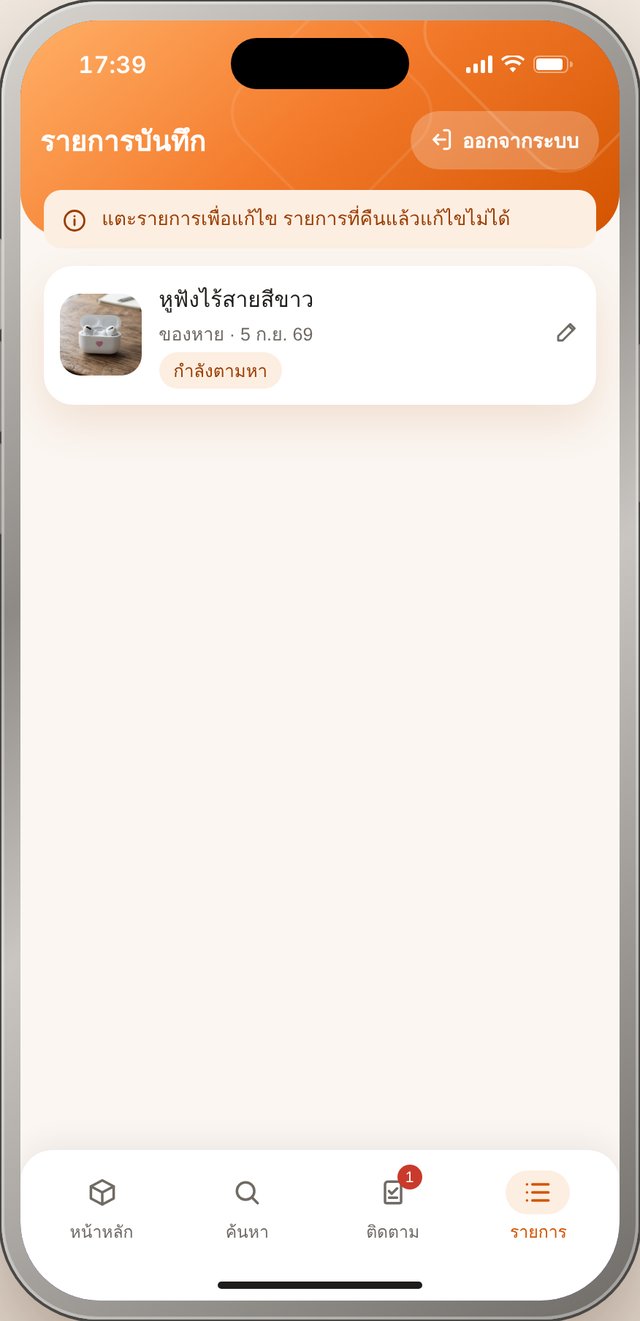 17:39
รายการบันทึก
ออกจากระบบ
แตะรายการเพื่อแก้ไข รายการที่คืนแล้วแก้ไขไม่ได้
หูฟังไร้สายสีขาว
ของหาย · 5 ก.ย. 69
กำลังตามหา
1
หน้าหลัก
ค้นหา
ติดตาม
รายการ